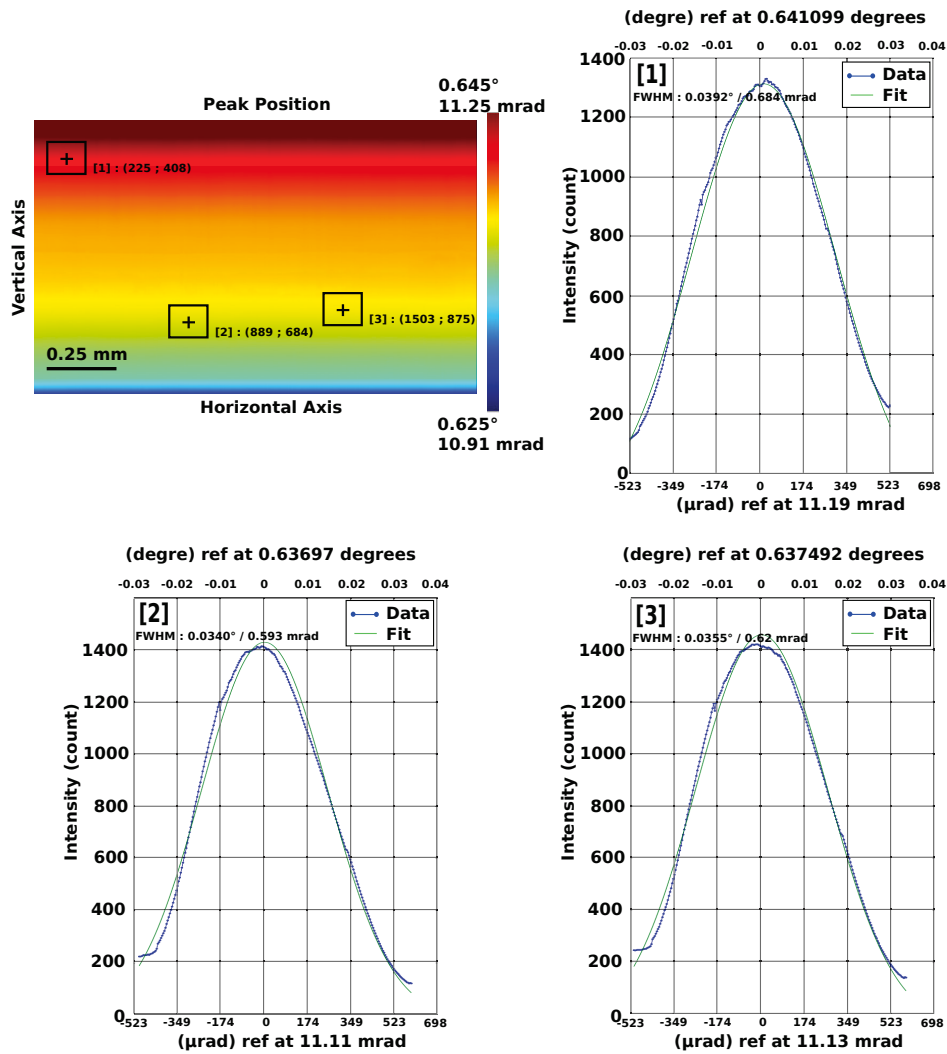 (degre) ref at 0.641099 degrees
-0.03 -0.02 -0.01 0 0.01 0.02 0.03 0.04
1400
[1]
Data
Fit
FWHM : 0.0392° / 0.684 mrad
1200
1000
800
600
400
200
0
Intensity (count)
-523 -349 -174 0 174 349 523 698
(µrad) ref at 11.19 mrad
0.645°
11.25 mrad
Peak Position
Vertical Axis
[1] : (225 ; 408)
[2] : (889 ; 684)
[3] : (1503 ; 875)
0.25 mm
Horizontal Axis
0.625°
10.91 mrad
(degre) ref at 0.63697 degrees
-0.03 -0.02 -0.01 0 0.01 0.02 0.03 0.04
[2]
Data
Fit
FWHM : 0.0340° / 0.593 mrad
1400
1200
1000
800
600
400
200
0
Intensity (count)
-523 -349 -174 0 174 349 523 698
(µrad) ref at 11.11 mrad
(degre) ref at 0.637492 degrees
-0.03 -0.02 -0.01 0 0.01 0.02 0.03 0.04
[3]
Data
Fit
FWHM : 0.0355° / 0.62 mrad
1400
1200
1000
800
600
400
200
0
Intensity (count)
-523 -349 -174 0 174 349 523 698
(µrad) ref at 11.13 mrad